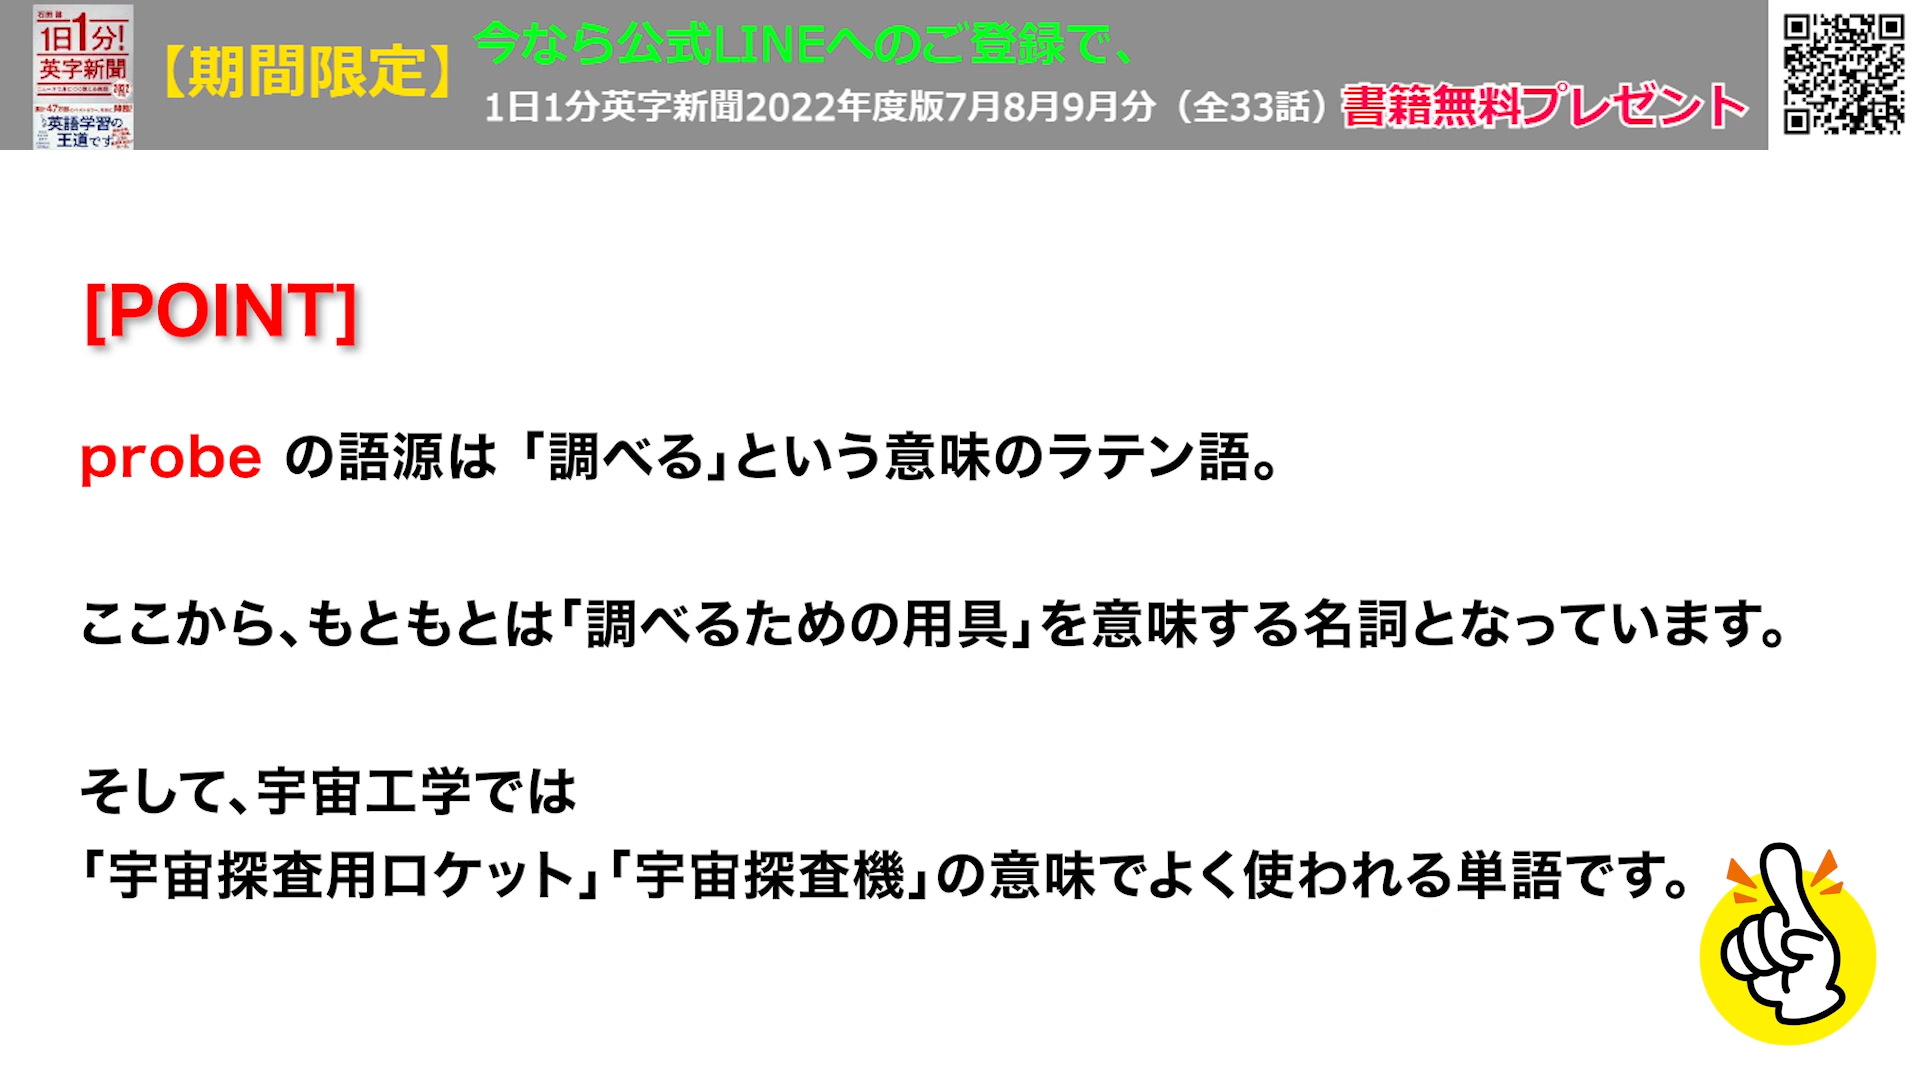 石田 健
1日1分!
英字新聞
英語学習の
王道です。
【期間限定】
今なら公式LINEへのご登録で、
1日1分英字新聞2022年度版7月8月9月分（全33話）書籍無料プレゼント
[POINT]
probe の語源は「調べる」という意味のラテン語。
ここから、もともとは「調べるための用具」を意味する名詞となっています。
そして、宇宙工学では
「宇宙探査用ロケット」「宇宙探査機」の意味でよく使われる単語です。